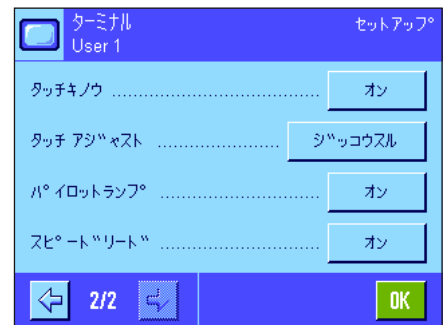 ターミナル セットアップ°
User 1
タッチキノウ ........................................ オン
タッチ アジ"ャスト ....................... ジ"ッコウスル
パ°イロットランプ° ............................. オン
スピ°ート"リート" ............................. オン
2/2 OK